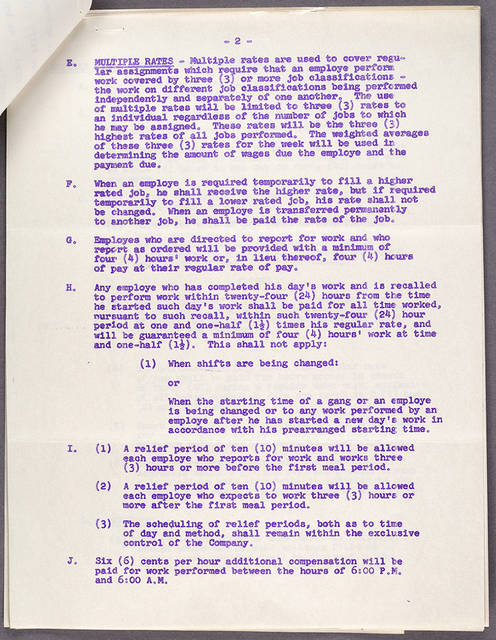 - 2 -
E. MULTIPLE RATES - Multiple rates are used to cover regu-
lar assignments which require that an employe perform
work covered by three (3) or more job classifications -
the work on different job classifications being performed
independently and separately of one another. The use
of multiple rates will be limited to three (3) rates to
an individual regardless of the number of jobs to which
he may be assigned. These rates will be the three (3)
highest rates of all jobs performed. The weighted averages
of these three (3) rates for the week will be used in
determining the amount of wages due the employe and the
payment due.
F. When an employe is required temporarily to fill a higher
rated job, he shall receive the higher rate, but if required
temporarily to fill a lower rated job, his rate shall not
be changed. When an employe is transferred permanently
to another job, he shall be paid the rate of the job.
G. Employes who are directed to report for work and who
report as ordered will be provided with a minimum of
four (4) hours' work or, in lieu thereof, four (4) hours
of pay at their regular rate of pay.
H. Any employe who has completed his day's work and is recalled
to perform work within twenty-four (24) hours from the time
he started such day's work shall be paid for all time worked,
pursuant to such recall, within such twenty-four (24) hour
period at one and one-half (1½) times his regular rate, and
will be guaranteed a minimum of four (4) hours' work at time
and one-half (1½). This shall not apply:
(1) When shifts are being changed:
or
When the starting time of a gang or an employe
is being changed or to any work performed by an
employe after he has started a new day's work in
accordance with his prearranged starting time.
I. (1) A relief period of ten (10) minutes will be allowed
each employe who reports for work and works three
(3) hours or more before the first meal period.
(2) A relief period of ten (10) minutes will be allowed
each employe who expects to work three (3) hours or
more after the first meal period.
(3) The scheduling of relief periods, both as to time
of day and method, shall remain within the exclusive
control of the Company.
J. Six (6) cents per hour additional compensation will be
paid for work performed between the hours of 6:00 P.M.
and 6:00 A.M.